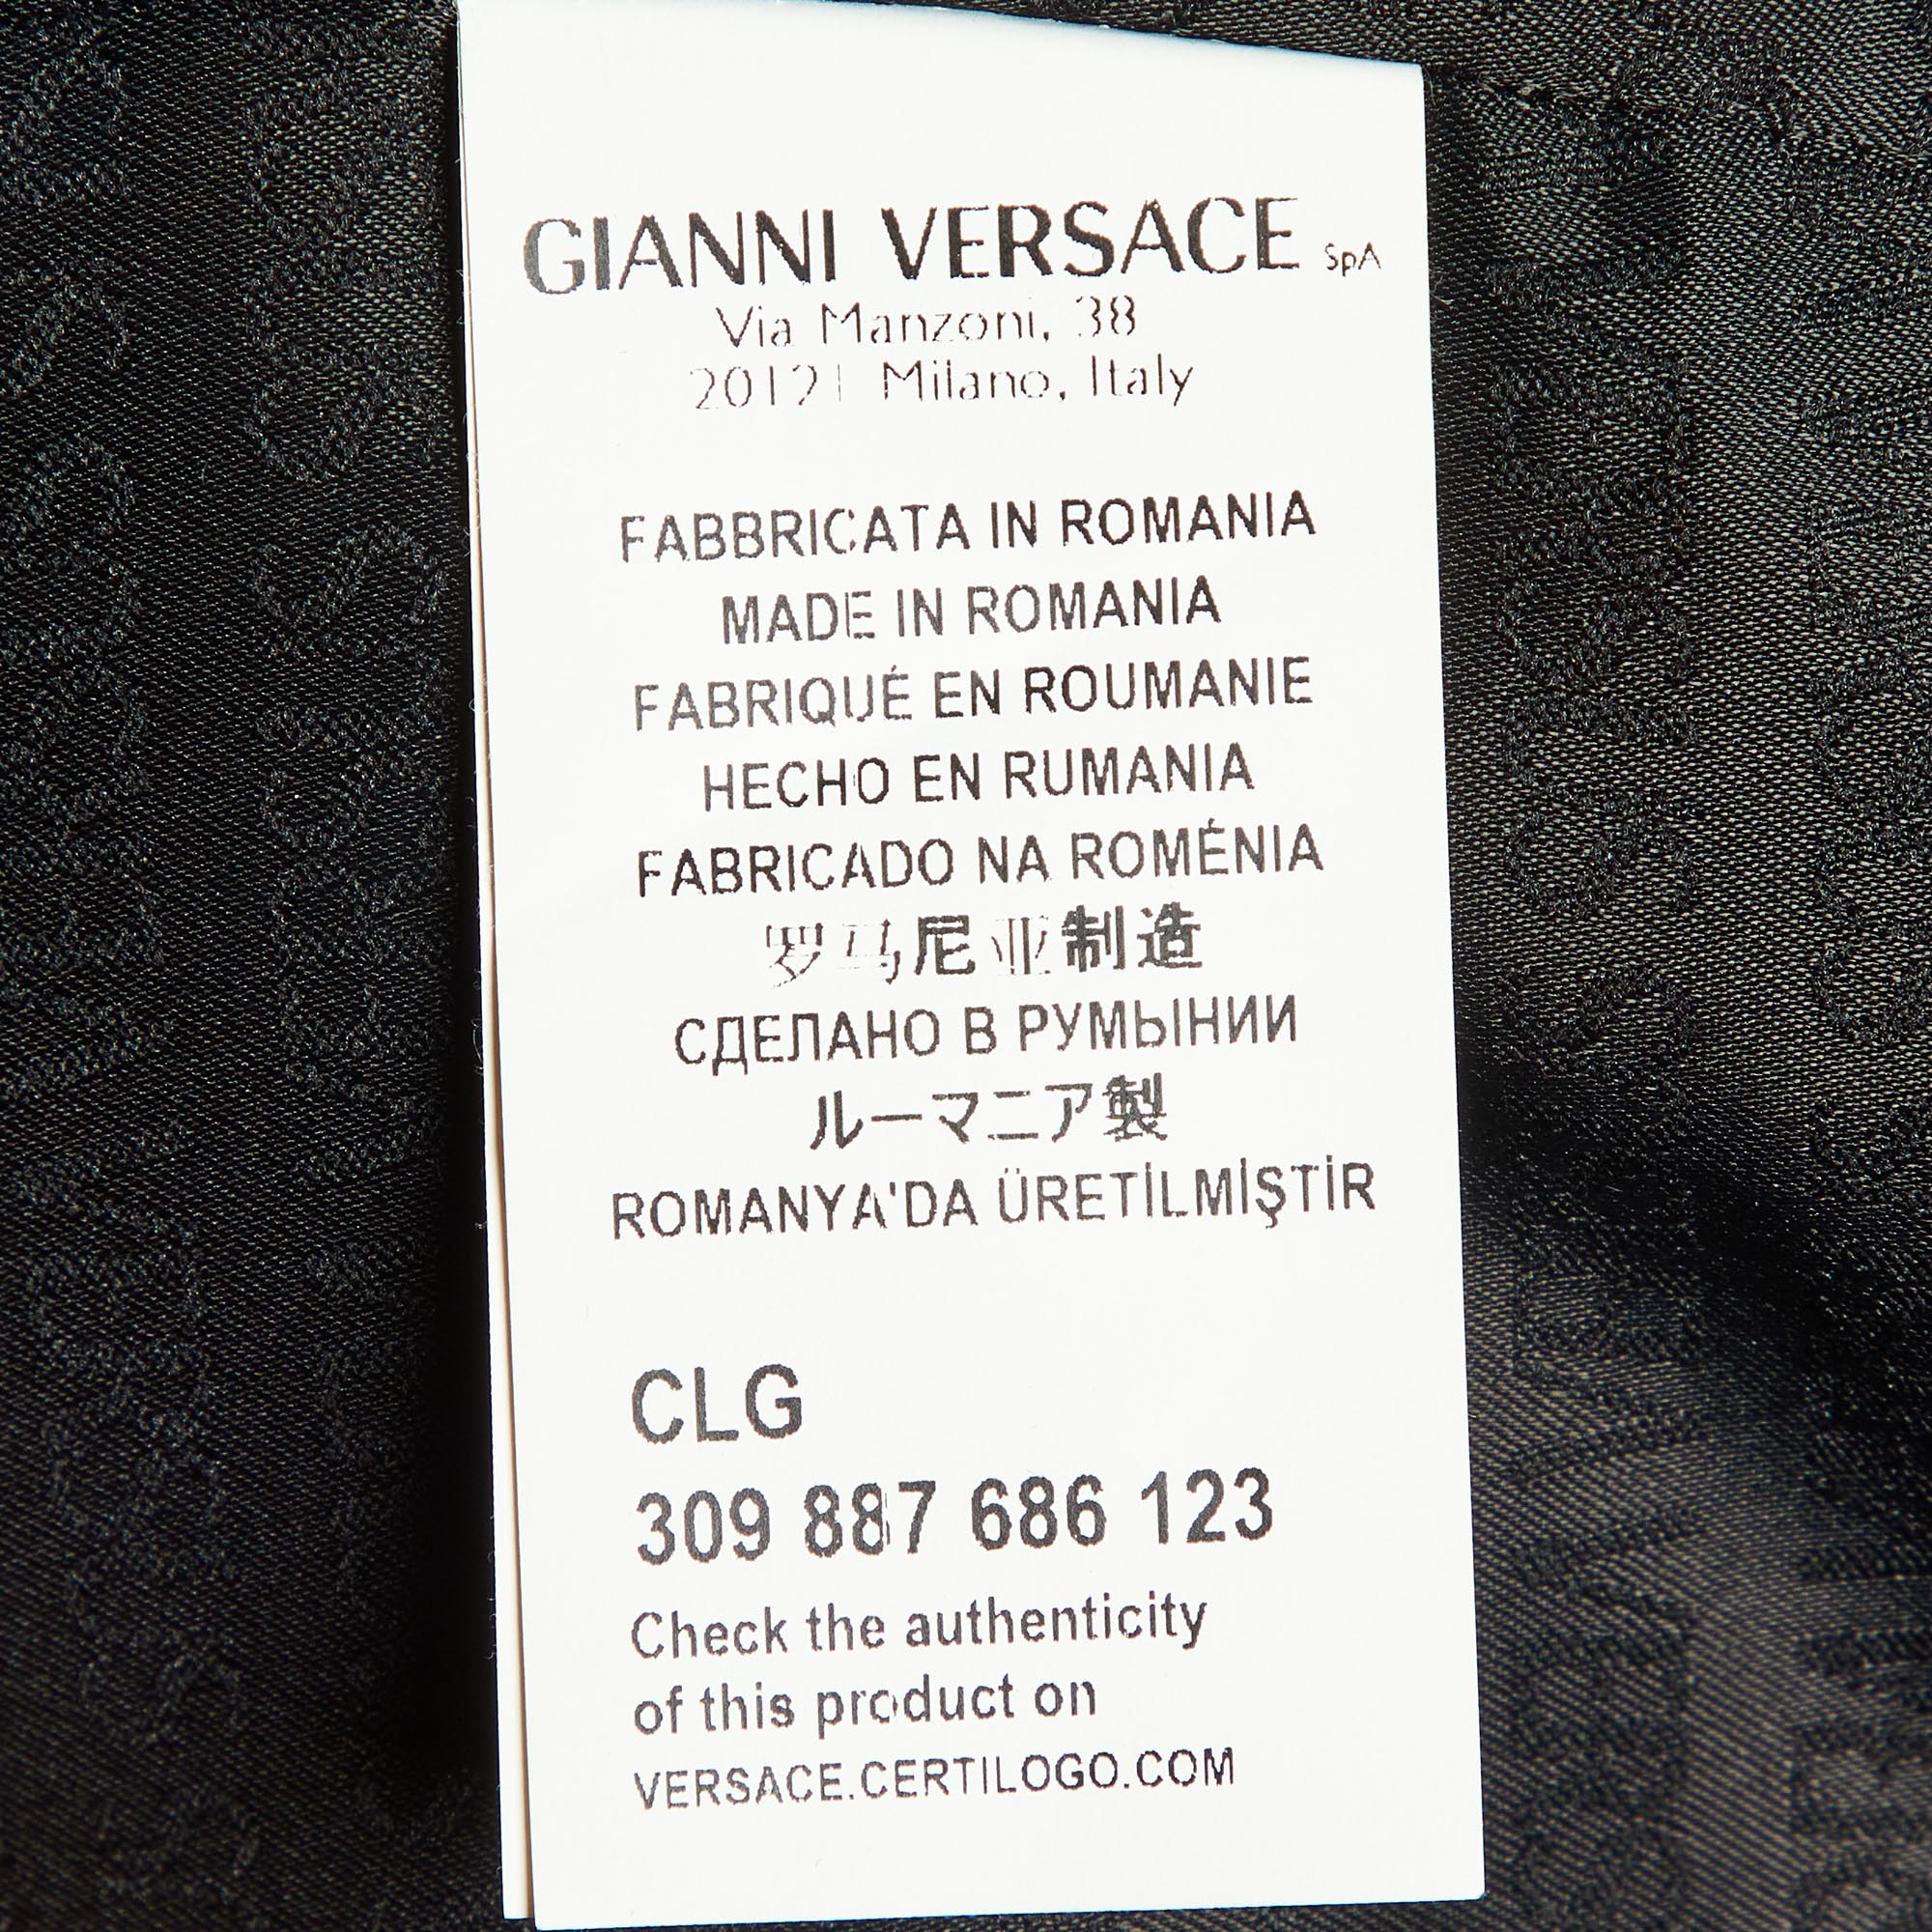 GIANNI VERSACE SpA
Via Manzoni, 38
20121 Milano, Italy
FABBRICATA IN ROMANIA
MADE IN ROMANIA
FABRIQUÉ EN ROUMANIE
HECHO EN RUMANIA
FABRICADO NA ROMÉNIA
罗马尼亚制造
СДЕЛАНО В РУМЫНИИ
ルーマニア製
ROMANYA'DA ÜRETİLMİŞTİR
CLG
309 887 686 123
Check the authenticity
of this product on
VERSACE.CERTILOGO.COM